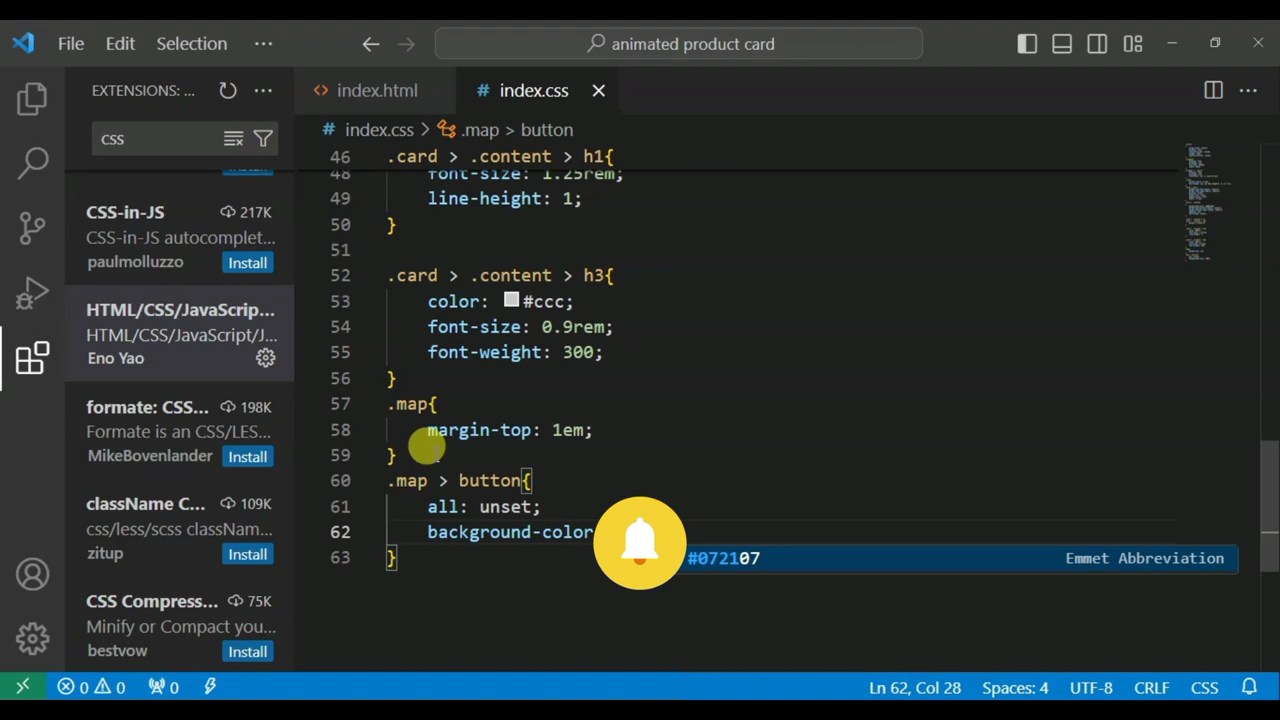 File Edit Selection ···
animated product card
EXTENSIONS: ...
css
Install
CSS-in-JS 217K
CSS-in-JS autocomplet...
paulmolluzzo Install
HTML/CSS/JavaScrip...
HTML/CSS/JavaScript/J...
Eno Yao
formate: CSS... 198K
Formate is an CSS/LES...
MikeBovenlander Install
className C... 109K
css/less/scss classNam...
zitup Install
CSS Compress... 75K
Minify or Compact you...
bestvow Install
<> index.html # index.css
# index.css > .map > button
46 .card > .content > h1{
48 font-size: 1.25rem;
49 line-height: 1;
50 }
51
52 .card > .content > h3{
53 color: #ccc;
54 font-size: 0.9rem;
55 font-weight: 300;
56 }
57 .map{
58 margin-top: 1em;
59 }
60 .map > button{
61 all: unset;
62 background-color
63 }
#072107 Emmet Abbreviation
0 0 0 Ln 62, Col 28 Spaces: 4 UTF-8 CRLF CSS